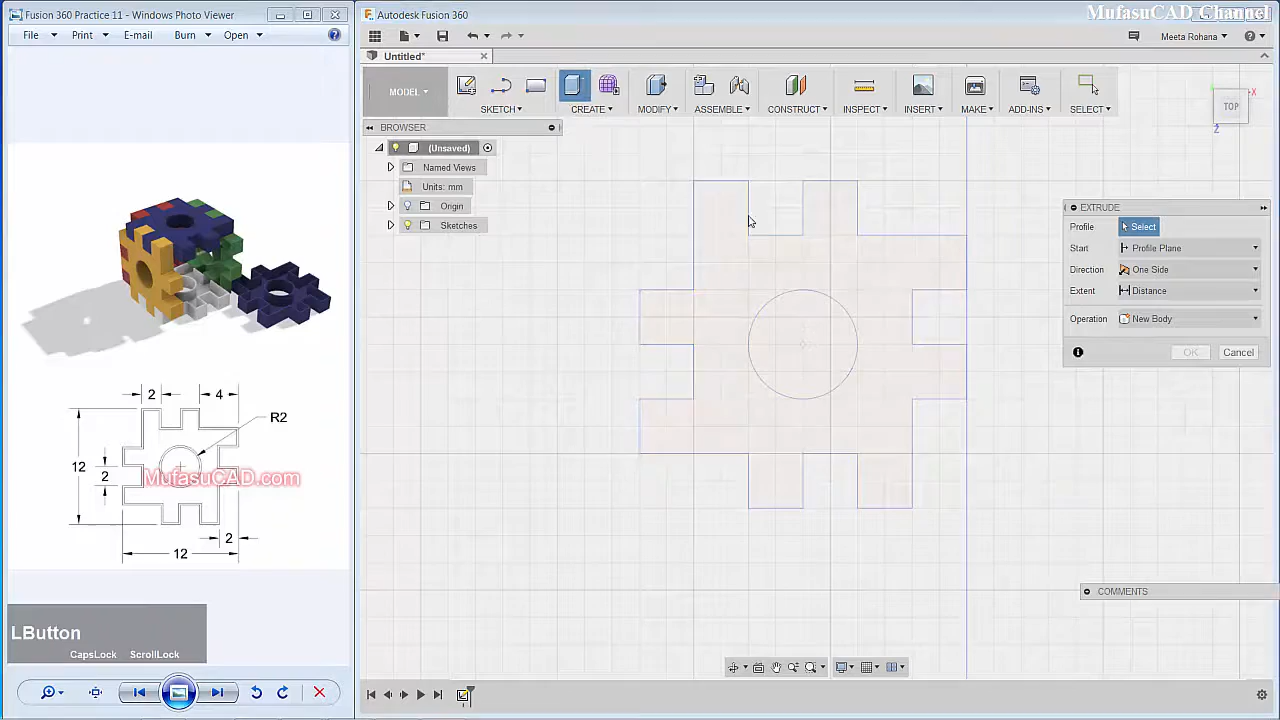 Fusion 360 Practice 11 - Windows Photo Viewer
File Print E-mail Burn Open
2 4
R2
12
2
MufasuCAD.com
2
12
LButton
CapsLock ScrollLock
Autodesk Fusion 360
MufasuCAD Channel
Meeta Rohana
Untitled*
MODEL
SKETCH CREATE MODIFY ASSEMBLE CONSTRUCT INSPECT INSERT MAKE ADD-INS SELECT
BROWSER
(Unsaved)
Named Views
Units: mm
Origin
Sketches
X
TOP
Z
EXTRUDE
Profile Select
Start Profile Plane
Direction One Side
Extent Distance
Operation New Body
OK Cancel
COMMENTS